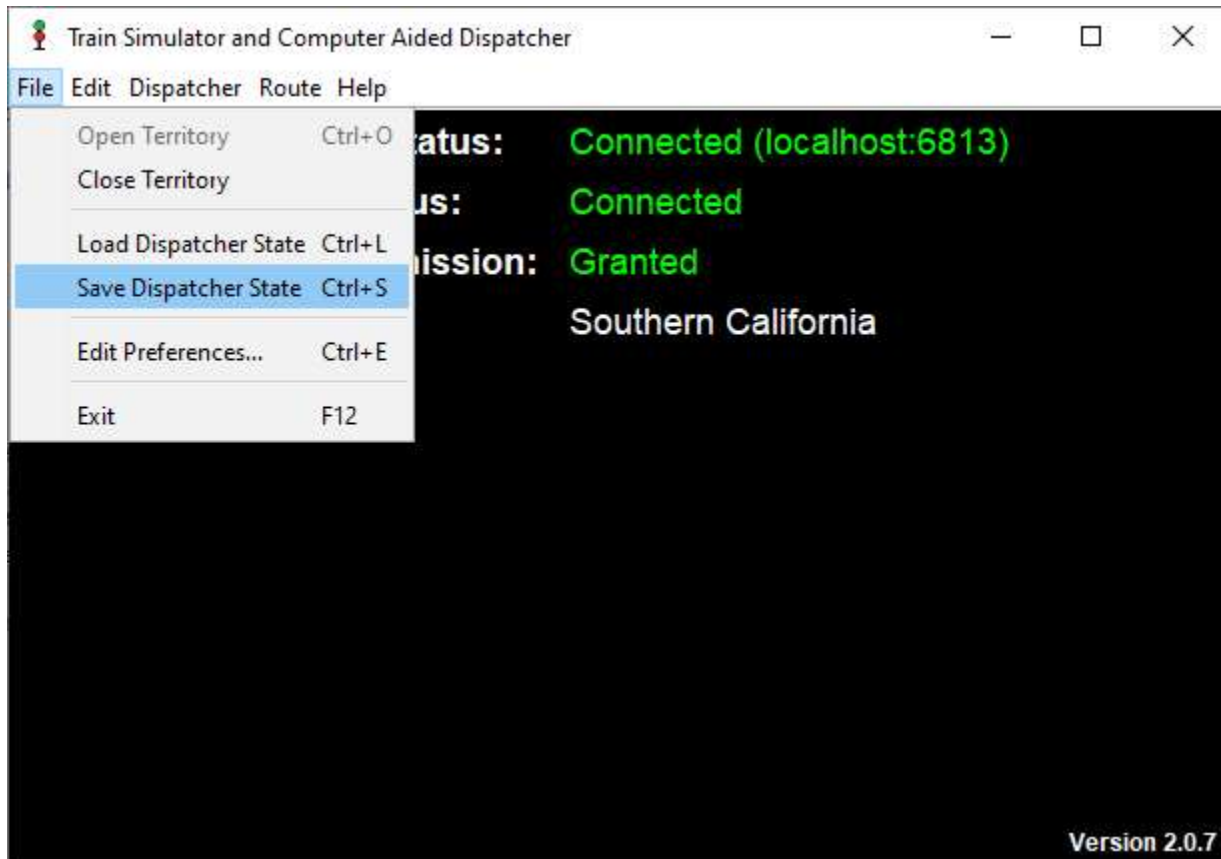 Train Simulator and Computer Aided Dispatcher
File Edit Dispatcher Route Help
Open Territory Ctrl+O
Close Territory
Load Dispatcher State Ctrl+L
Save Dispatcher State Ctrl+S
Edit Preferences... Ctrl+E
Exit F12
atus: Connected (localhost:6813)
us: Connected
ission: Granted
Southern California
Version 2.0.7